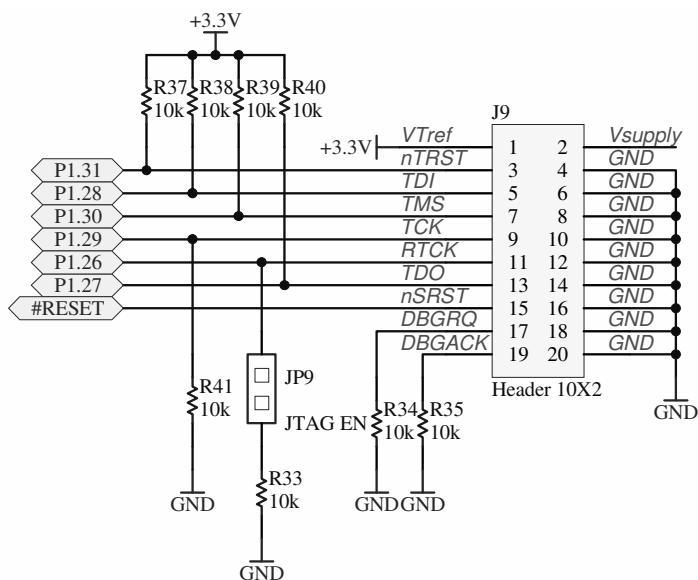 +3.3V
R37 R38 R39 R40
10k 10k 10k 10k
J9
+3.3V VTref 1 2 Vsupply
P1.31 nTRST 3 4 GND
P1.28 TDI 5 6 GND
P1.30 TMS 7 8 GND
P1.29 TCK 9 10 GND
P1.26 RTCK 11 12 GND
P1.27 TDO 13 14 GND
#RESET nSRST 15 16 GND
DBGRQ 17 18 GND
DBGACK 19 20 GND
Header 10X2
GND
R41
10k
JP9
JTAG EN
R34 R35
10k 10k
R33
10k
GND GND GND
GND